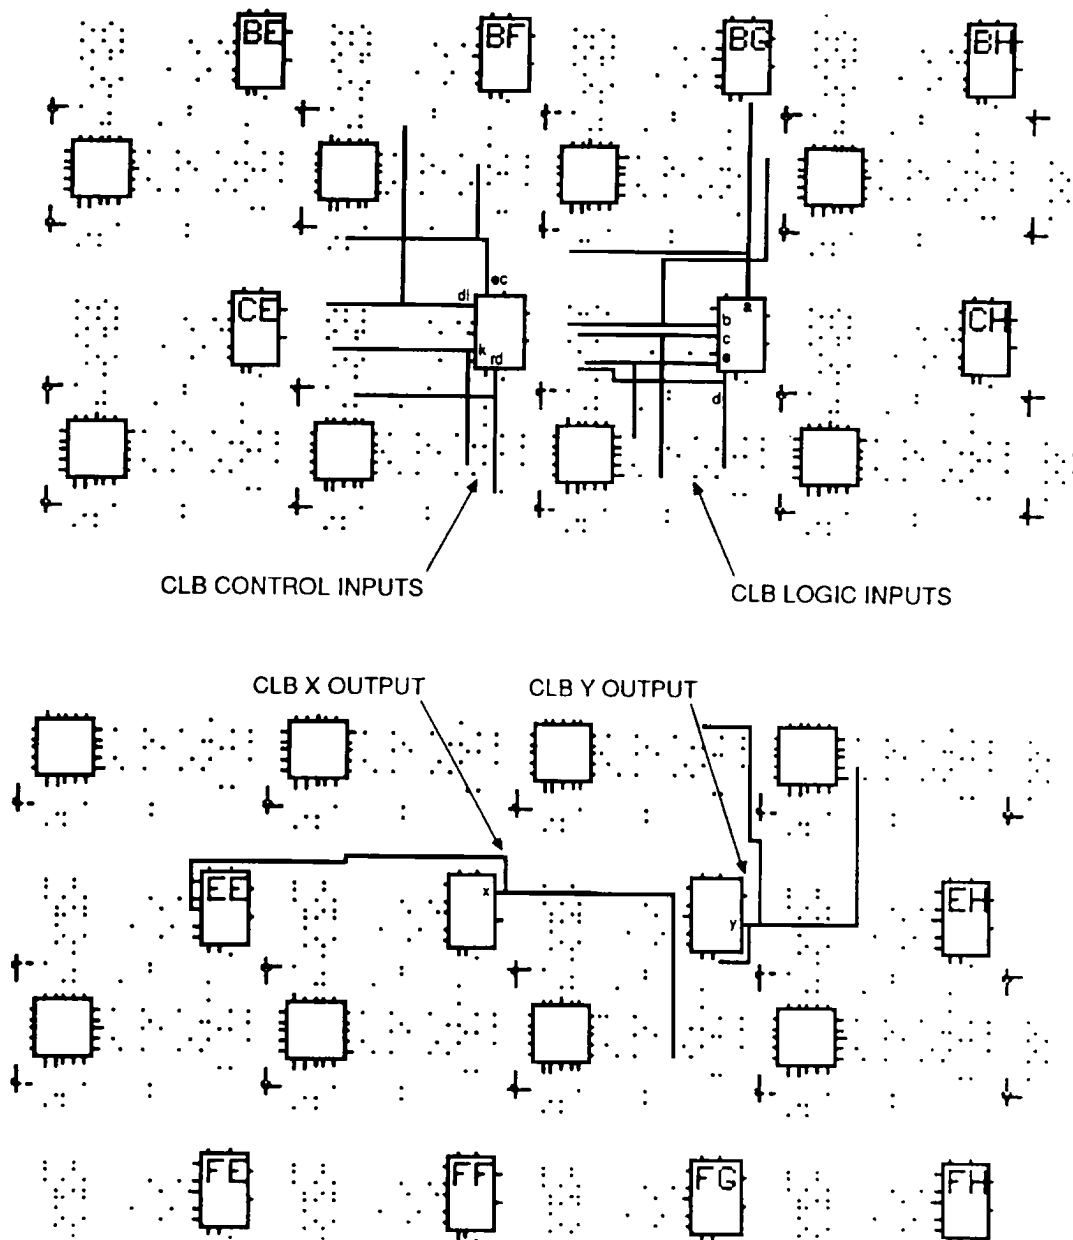 BE BF BG BH
ec
di
a
CE
b
CH
c
k
rd
e
d
CLB CONTROL INPUTS
CLB LOGIC INPUTS
CLB X OUTPUT
CLB Y OUTPUT
EE
x
EH
y
FE FF FG FH